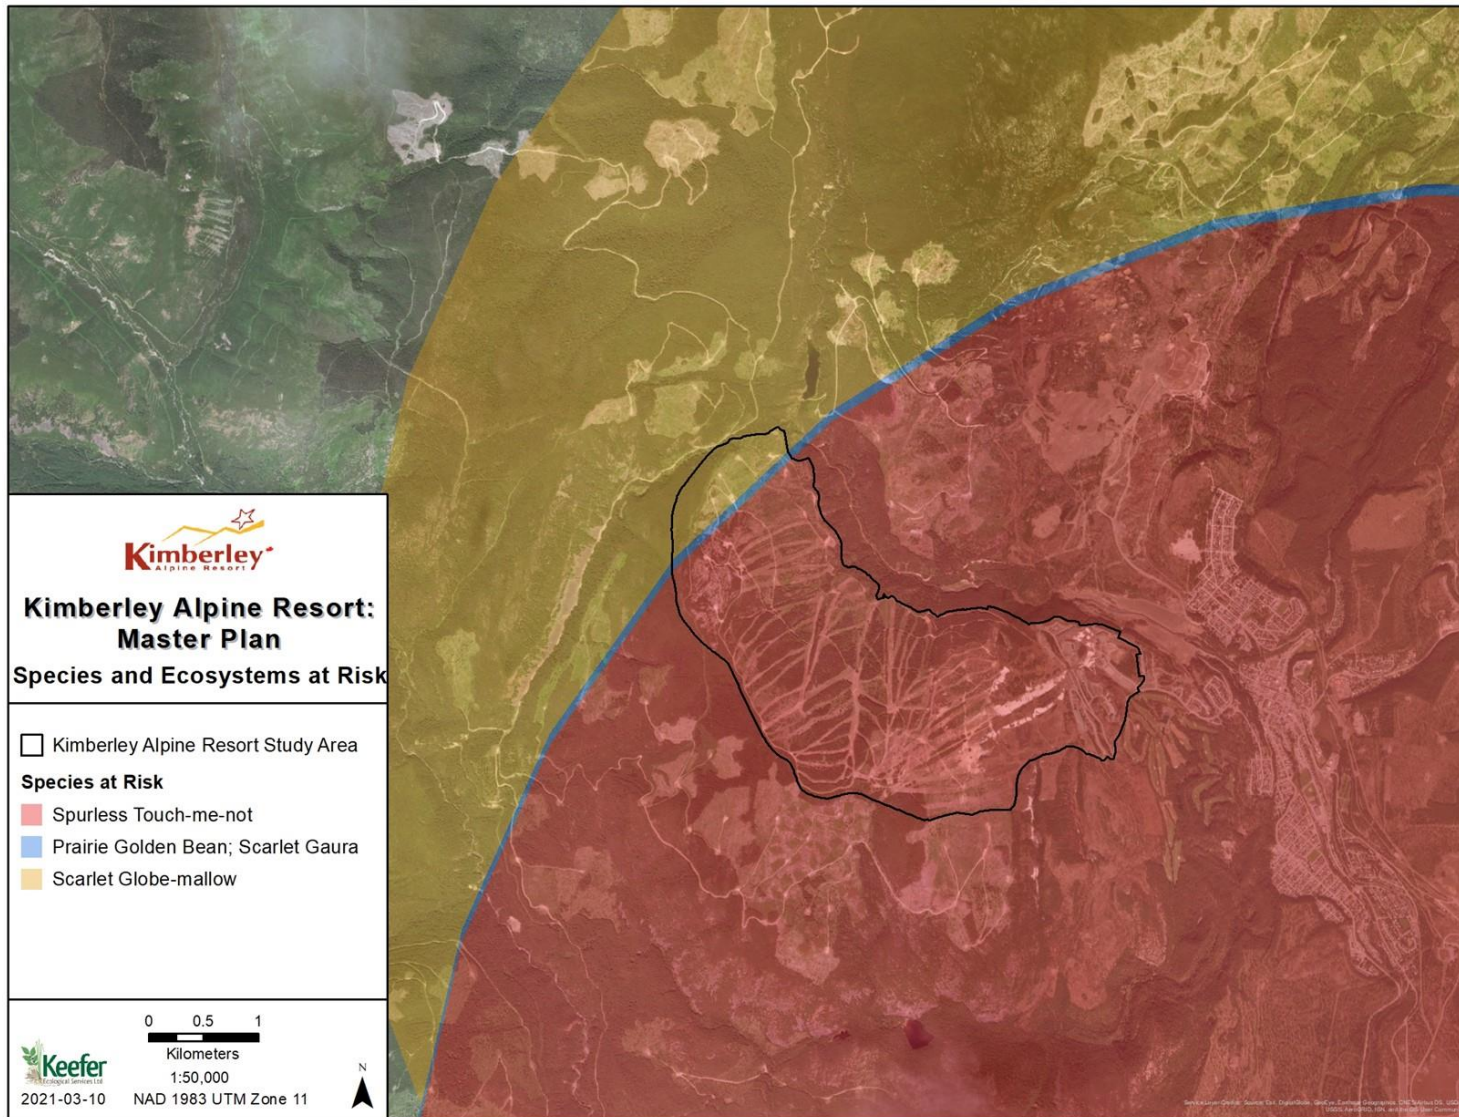 Kimberley
Alpine Resort
Kimberley Alpine Resort:
Master Plan
Species and Ecosystems at Risk
Kimberley Alpine Resort Study Area
Species at Risk
Spurless Touch-me-not
Prairie Golden Bean; Scarlet Gaura
Scarlet Globe-mallow
0 0.5 1
Kilometers
1:50,000
NAD 1983 UTM Zone 11
Keefer
Ecological Services Ltd
2021-03-10
N